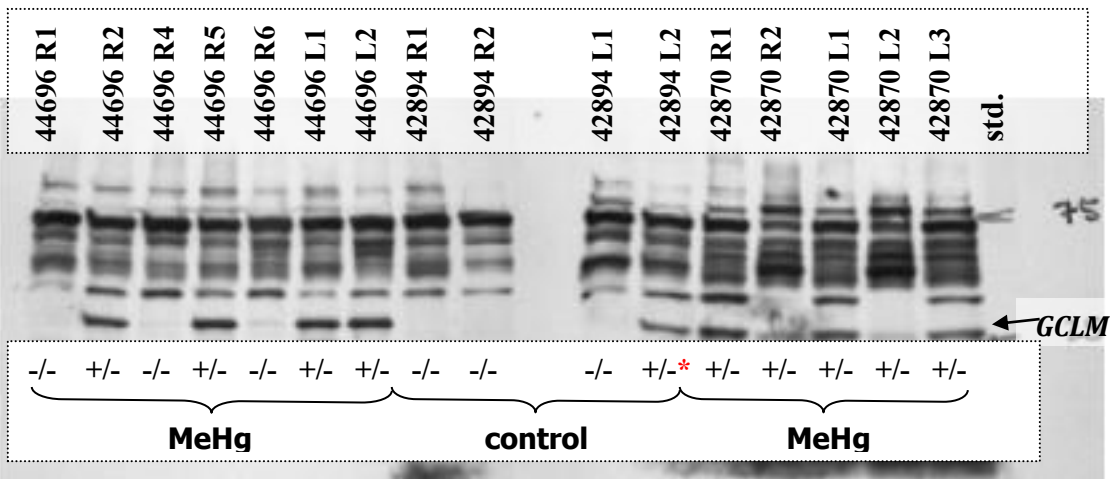 44696 R1
44696 R2
44696 R4
44696 R5
44696 R6
44696 L1
44696 L2
42894 R1
42894 R2
42894 L1
42894 L2
42870 R1
42870 R2
42870 L1
42870 L2
42870 L3
std.
75
GCLM
-/- +/- -/- +/- -/- +/- +/- -/- -/- -/- +/-* +/- +/- +/- +/- +/-
MeHg control MeHg